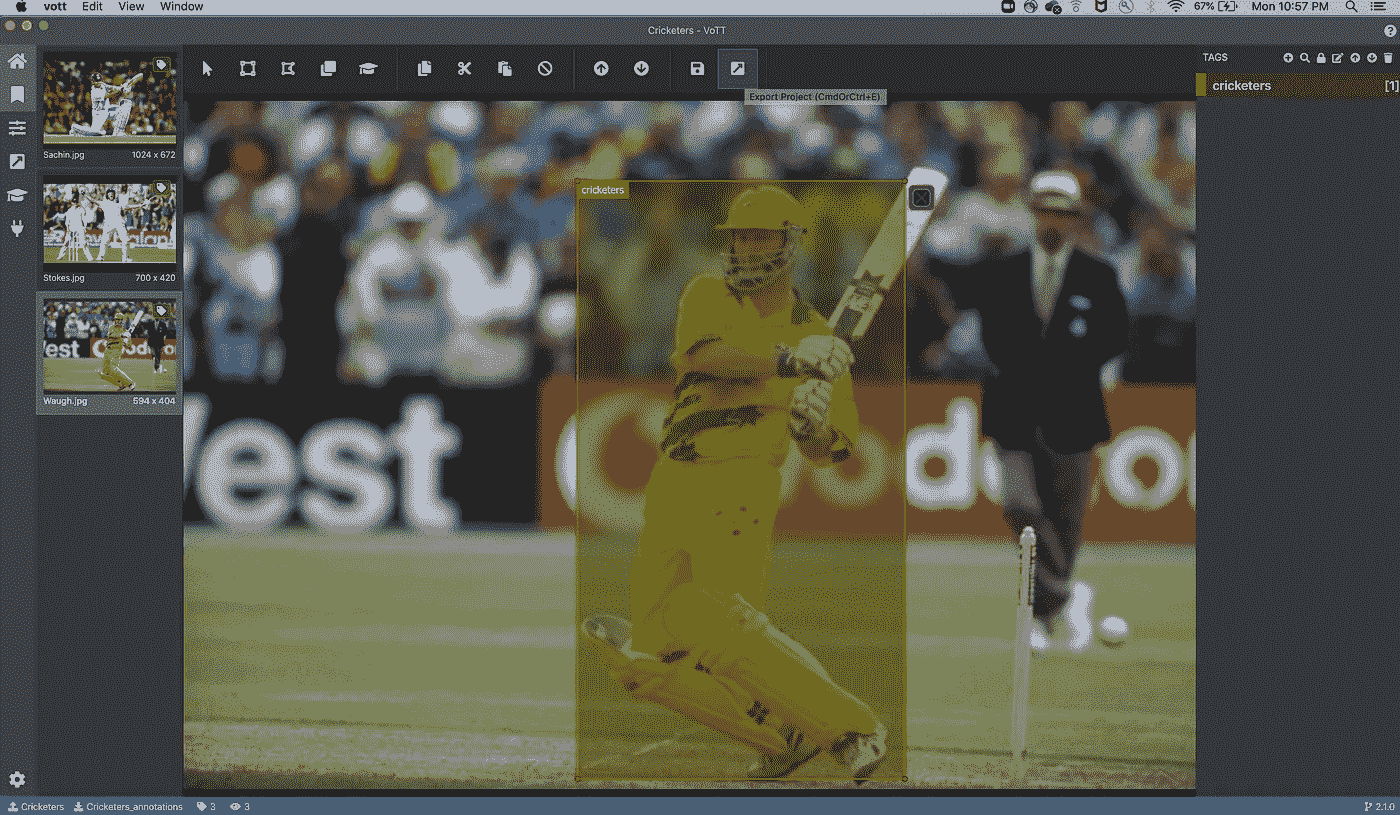 vott Edit View Window 67% Mon 10:57 PM
Cricketers - VoTT
TAGS
Export Project (CmdOrCtrl+E)
cricketers [1]
Sachin.jpg 1024 x 672
Stokes.jpg 700 x 420
Waugh.jpg 594 x 404
cricketers
est
Cricketers Cricketers_annotations 3 3 2.1.0